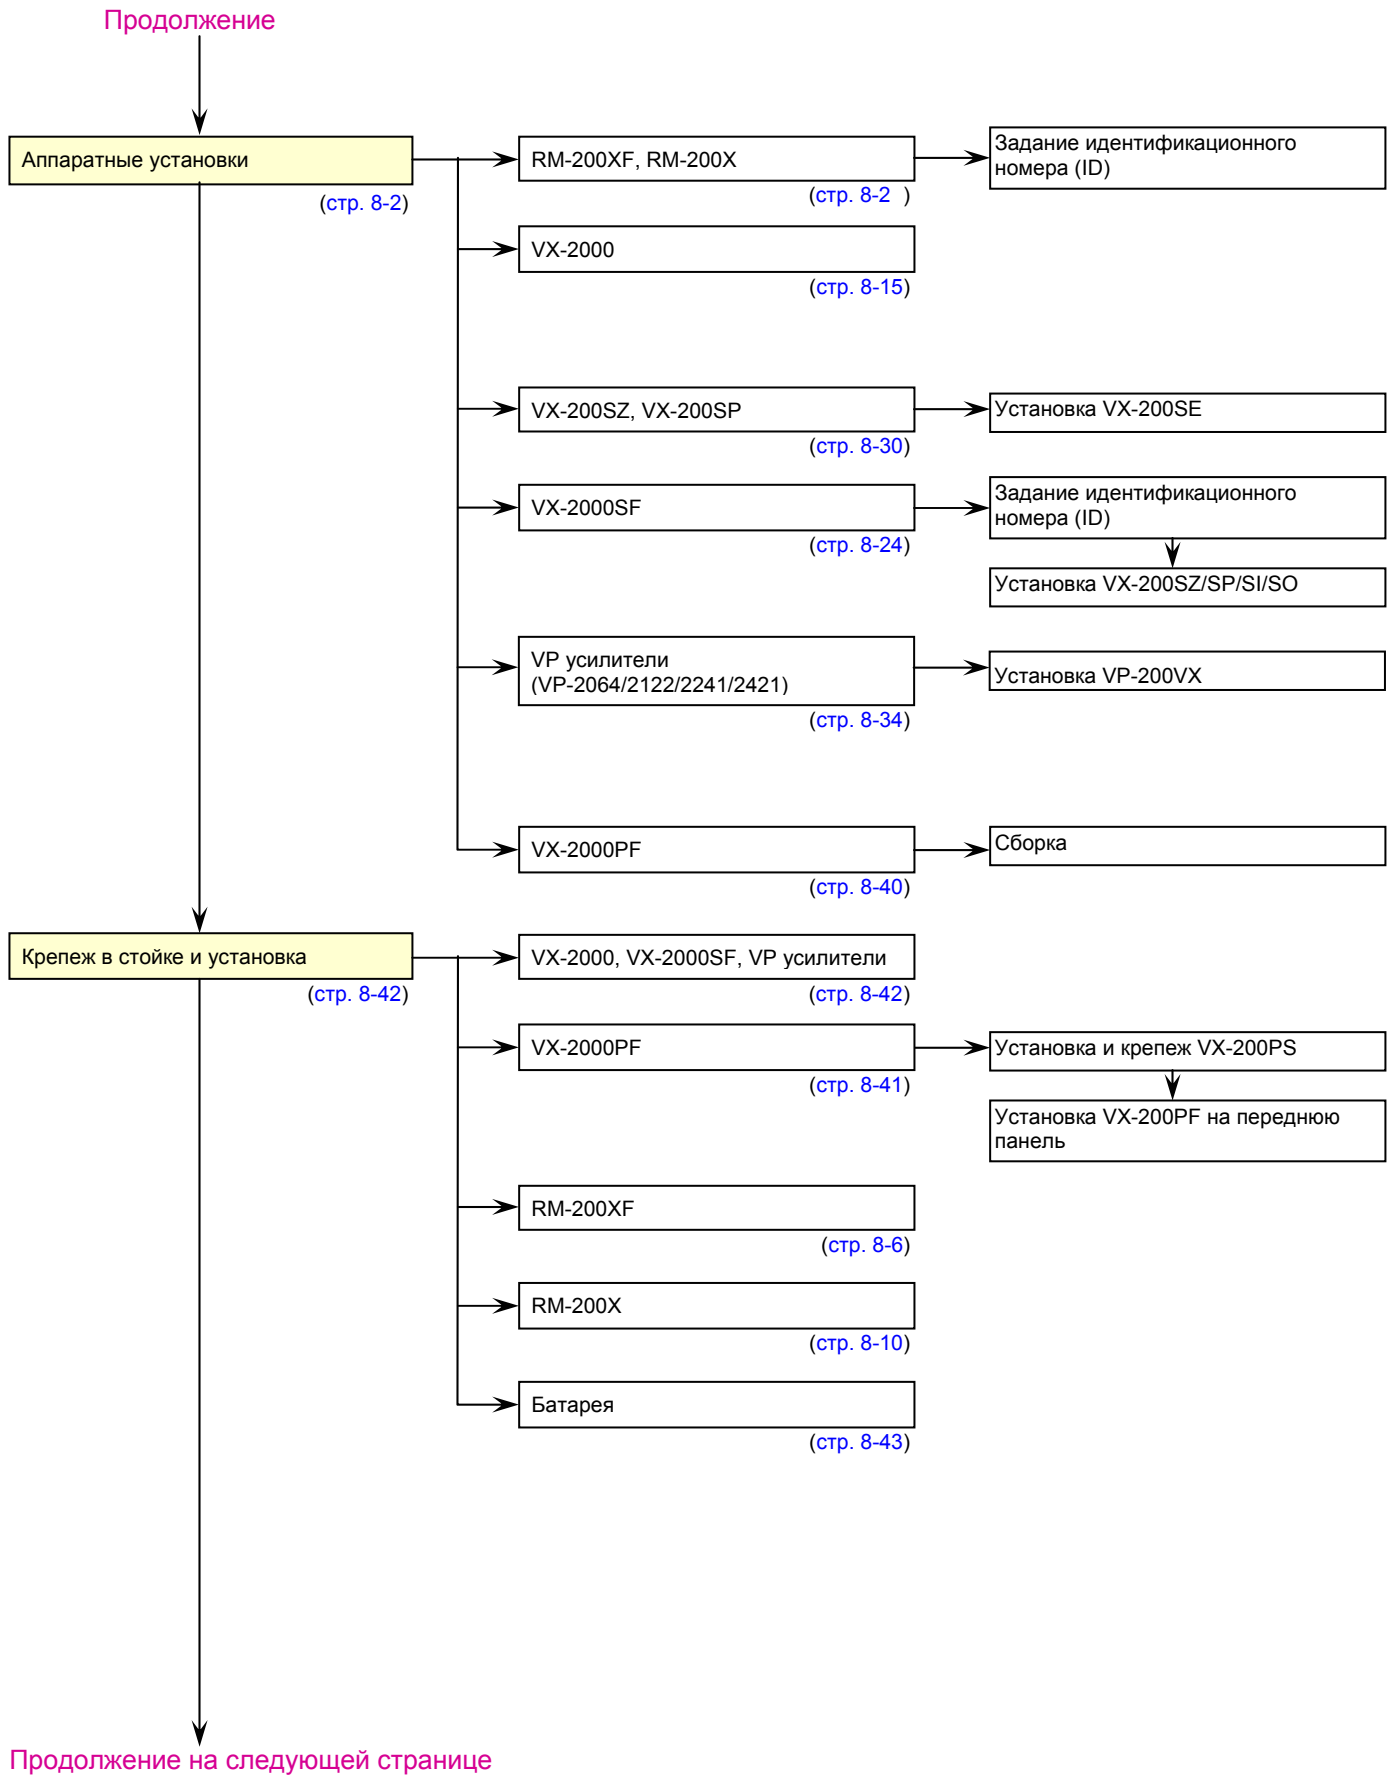 Продолжение
Аппаратные установки
(стр. 8-2)
RM-200XF, RM-200X
(стр. 8-2 )
Задание идентификационного
номера (ID)
VX-2000
(стр. 8-15)
VX-200SZ, VX-200SP
(стр. 8-30)
Установка VX-200SE
VX-2000SF
(стр. 8-24)
Задание идентификационного
номера (ID)
Установка VX-200SZ/SP/SI/SO
VP усилители
(VP-2064/2122/2241/2421)
(стр. 8-34)
Установка VP-200VX
VX-2000PF
(стр. 8-40)
Сборка
Крепеж в стойке и установка
(стр. 8-42)
VX-2000, VX-2000SF, VP усилители
(стр. 8-42)
VX-2000PF
(стр. 8-41)
Установка и крепеж VX-200PS
Установка VX-200PF на переднюю
панель
RM-200XF
(стр. 8-6)
RM-200X
(стр. 8-10)
Батарея
(стр. 8-43)
Продолжение на следующей странице